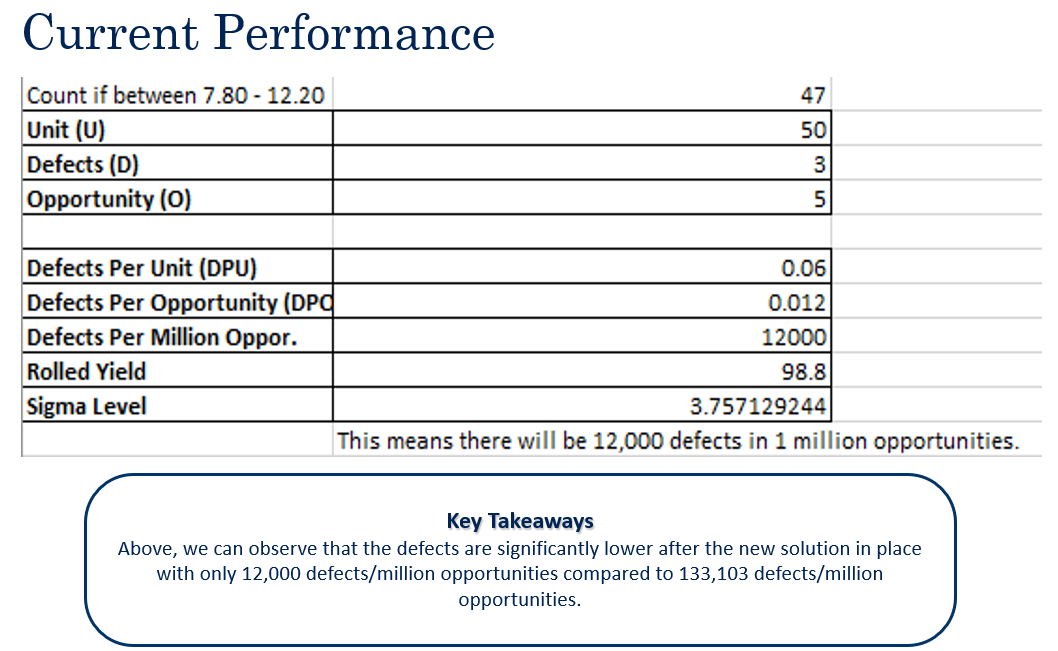 Current Performance
Count if between 7.80 - 12.20 47
Unit (U) 50
Defects (D) 3
Opportunity (O) 5
Defects Per Unit (DPU) 0.06
Defects Per Opportunity (DPO 0.012
Defects Per Million Oppor. 12000
Rolled Yield 98.8
Sigma Level 3.757129244
This means there will be 12,000 defects in 1 million opportunities.
Key Takeaways
Above, we can observe that the defects are significantly lower after the new solution in place
with only 12,000 defects/million opportunities compared to 133,103 defects/million
opportunities.